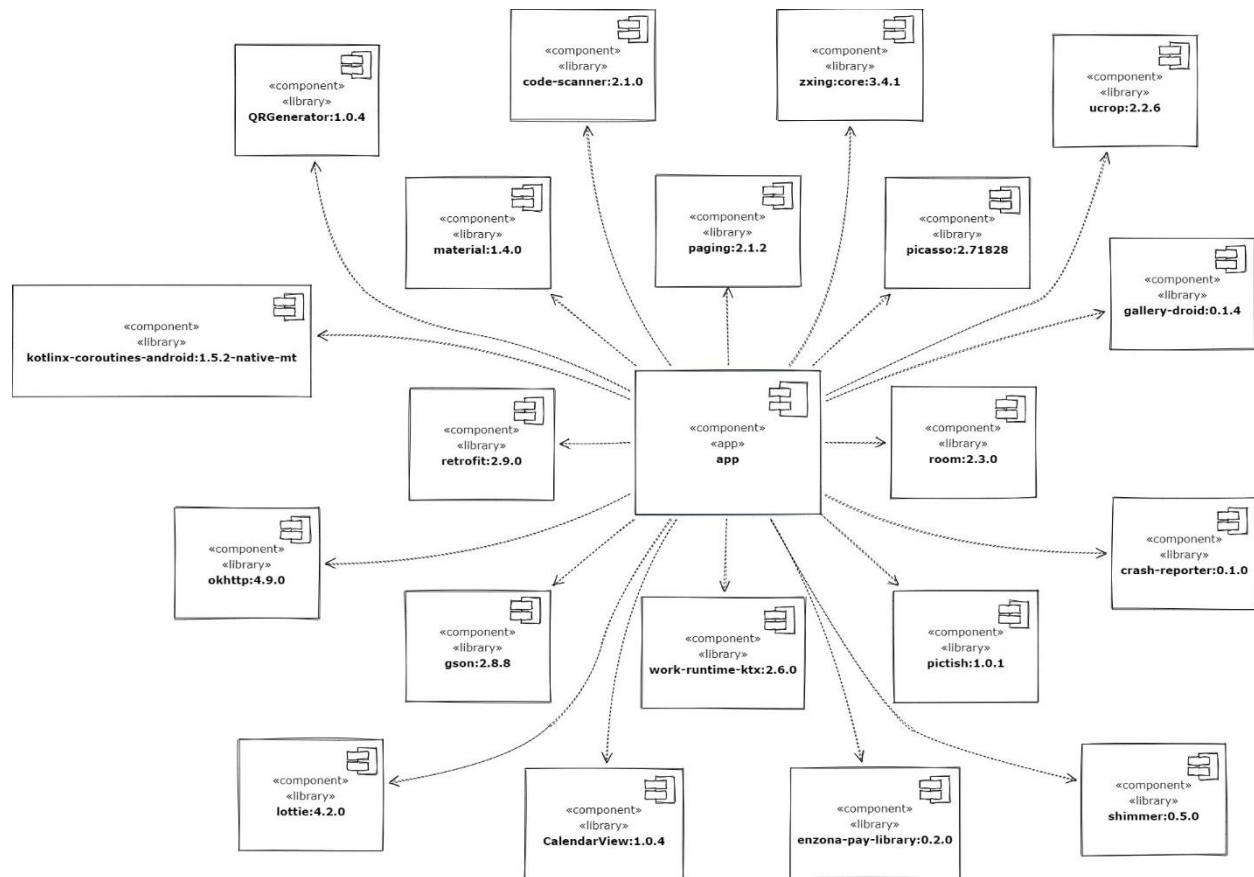 «component»
«library»
code-scanner:2.1.0
«component»
«library»
zxing:core:3.4.1
«component»
«library»
QRGenerator:1.0.4
«component»
«library»
ucrop:2.2.6
«component»
«library»
material:1.4.0
«component»
«library»
paging:2.1.2
«component»
«library»
picasso:2.71828
«component»
«library»
gallery-droid:0.1.4
«component»
«library»
kotlinx-coroutines-android:1.5.2-native-mt
«component»
«library»
retrofit:2.9.0
«component»
«app»
app
«component»
«library»
room:2.3.0
«component»
«library»
okhttp:4.9.0
«component»
«library»
crash-reporter:0.1.0
«component»
«library»
gson:2.8.8
«component»
«library»
work-runtime-ktx:2.6.0
«component»
«library»
pictish:1.0.1
«component»
«library»
lottie:4.2.0
«component»
«library»
CalendarView:1.0.4
«component»
«library»
enzona-pay-library:0.2.0
«component»
«library»
shimmer:0.5.0